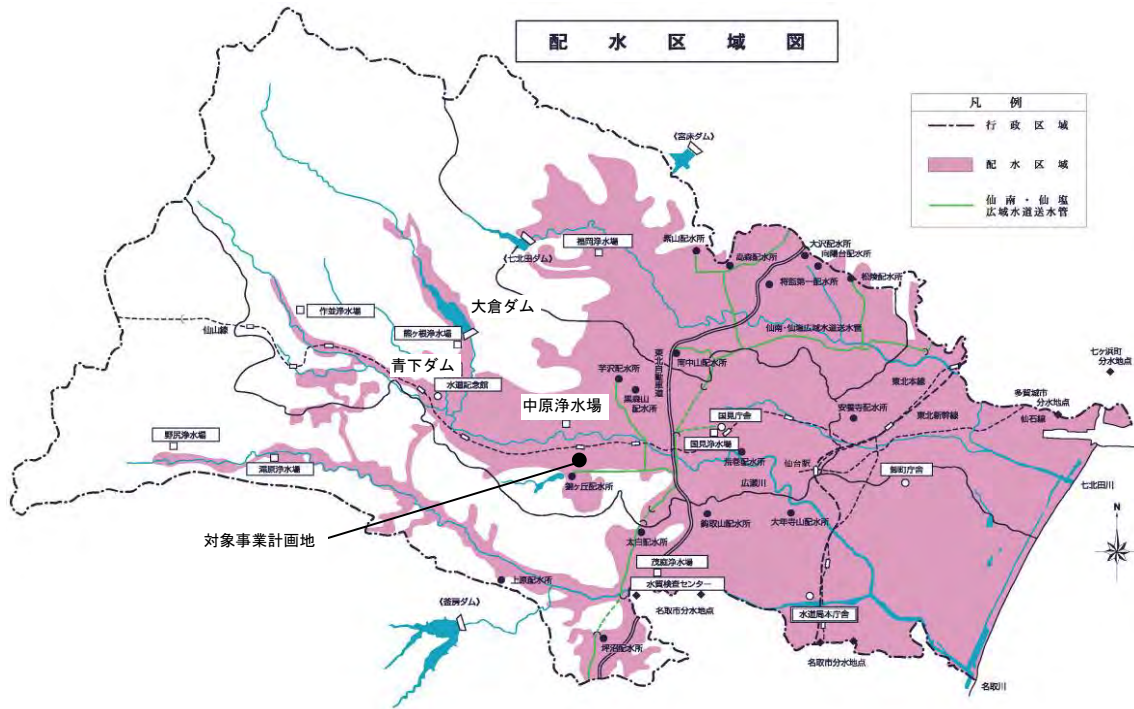 配水区域図
凡例
行政区域
配水区域
仙南・仙塩
広域水道送水管
《宮床ダム》
《七北田ダム》
福岡浄水場
紫山配水所
高森配水所
大沢配水所
向陽台配水所
将監第一配水所
松陵配水所
大倉ダム
作並浄水場
熊ヶ根浄水場
仙山線
仙南・仙塩広域水道送水管
七ヶ浜町
分水地点
青下ダム
水道記念館
東北自動車道
南中山配水所
芋沢配水所
黒森山
配水所
東北本線
多賀城市
分水地点
中原浄水場
国見庁舎
安養寺配水所
東北新幹線
仙石線
野尻浄水場
国見浄水場
荒巻配水所
仙台駅
卸町庁舎
滝原浄水場
錦ヶ丘配水所
広瀬川
七北田川
N
鈎取山配水所
大年寺山配水所
対象事業計画地
太白配水所
茂庭浄水場
上原配水所
水質検査センター
《釜房ダム》
名取市分水地点
水道局本庁舎
坪沼配水所
名取市分水地点
名取川